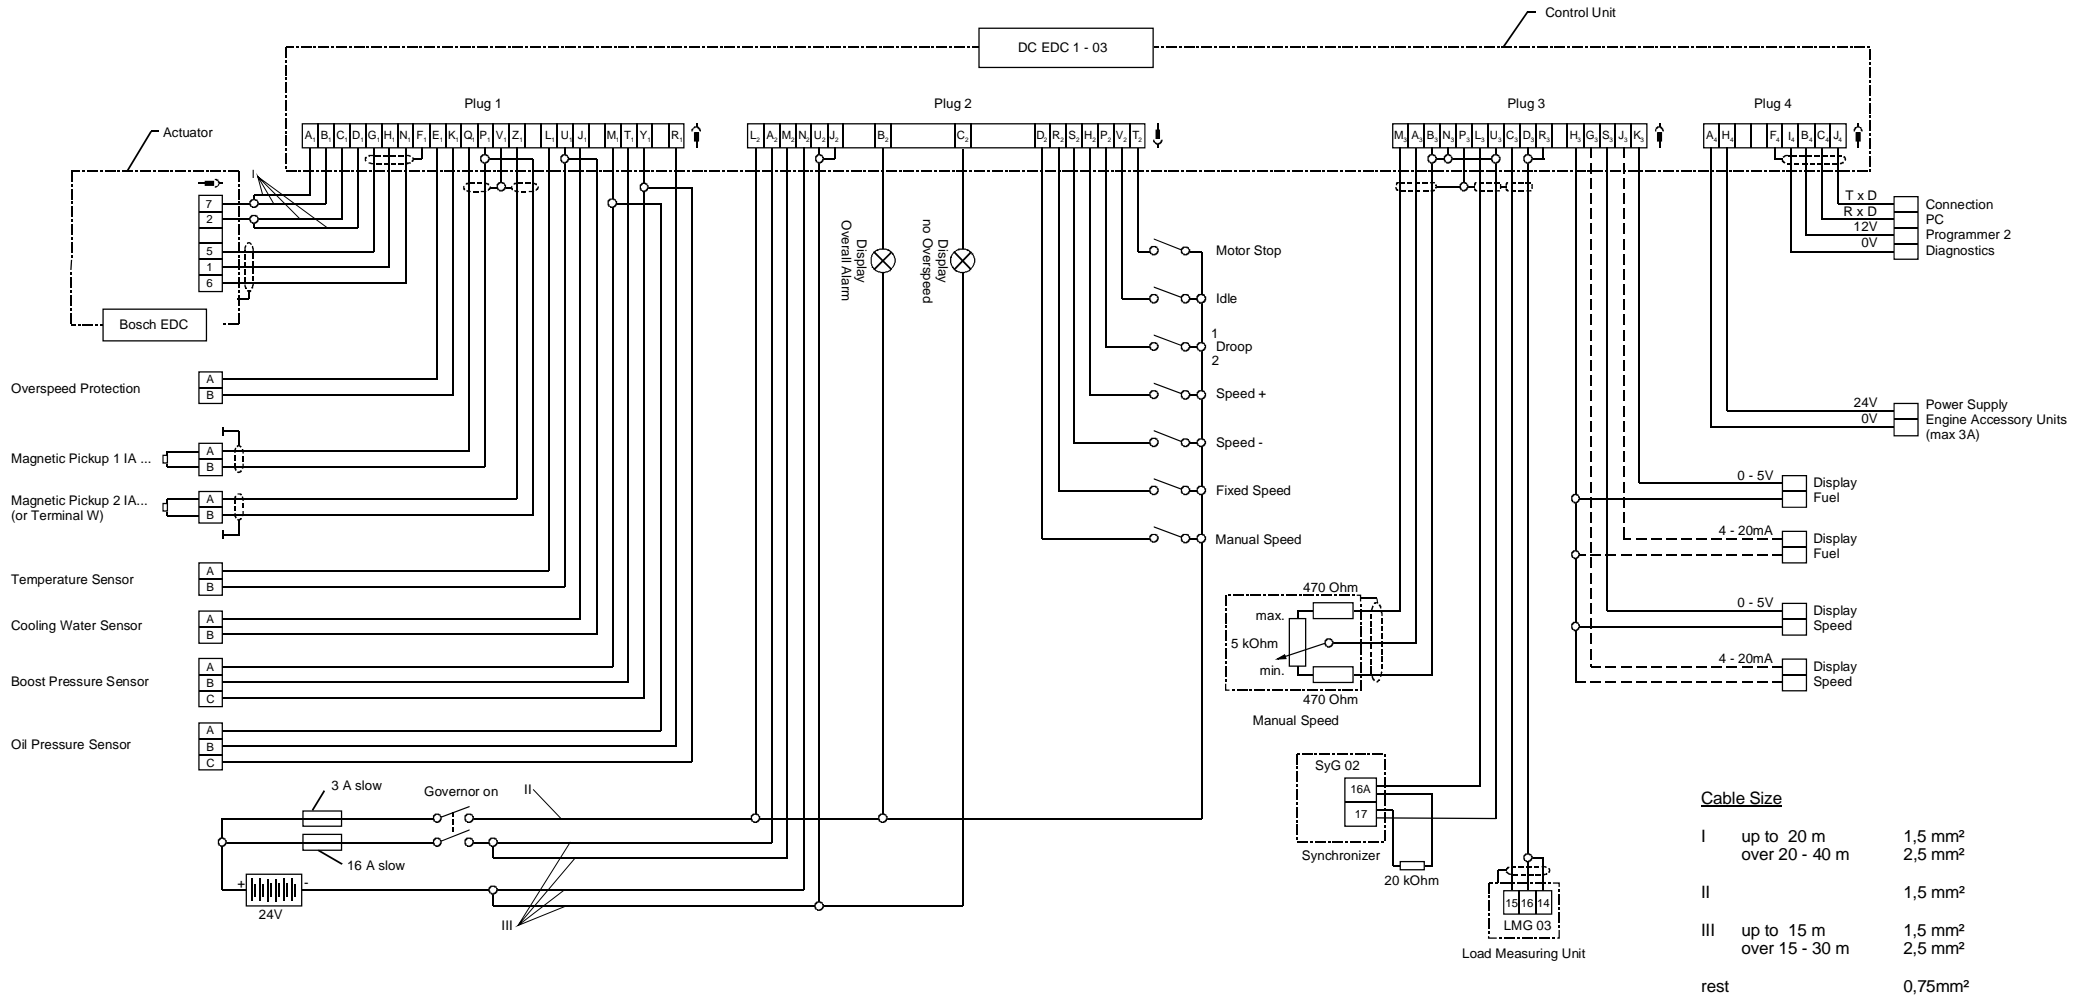 Control Unit
DC EDC 1 - 03
Plug 1
Plug 2
Plug 3
Plug 4
Actuator
A₁ B₁ C₁ D₁ G₁ H₁ N₁ F₁ E₁ K₁ Q₁ P₁ V₁ Z₁ L₁ U₁ J₁ M₁ T₁ Y₁ R₁
L₂ A₂ M₂ N₂ U₂ J₂ B₂ C₂ D₂ R₂ S₂ H₂ P₂ V₂ T₂
M₃ A₃ B₃ N₃ P₃ L₃ U₃ C₃ D₃ R₃ H₃ G₃ S₃ J₃ K₃
A₄ H₄ F₄ I₄ B₄ C₄ J₄
I
7
2
5
1
6
Bosch EDC
T x D
R x D
12V
0V
Connection
PC
Programmer 2
Diagnostics
Display
Overall Alarm
Display
no Overspeed
Motor Stop
Idle
1
Droop
2
Speed +
Speed -
Fixed Speed
Manual Speed
Overspeed Protection
A
B
Magnetic Pickup 1 IA ...
A
B
Magnetic Pickup 2 IA...
(or Terminal W)
A
B
Temperature Sensor
A
B
Cooling Water Sensor
A
B
Boost Pressure Sensor
A
B
C
Oil Pressure Sensor
A
B
C
24V
0V
Power Supply
Engine Accessory Units
(max 3A)
0 - 5V
Display
Fuel
4 - 20mA
Display
Fuel
0 - 5V
Display
Speed
4 - 20mA
Display
Speed
470 Ohm
max.
5 kOhm
min.
470 Ohm
Manual Speed
SyG 02
16A
17
Synchronizer
20 kOhm
15 16 14
LMG 03
Load Measuring Unit
3 A slow
Governor on
II
16 A slow
+ -
24V
III
Cable Size
I up to 20 m 1,5 mm²
over 20 - 40 m 2,5 mm²
II 1,5 mm²
III up to 15 m 1,5 mm²
over 15 - 30 m 2,5 mm²
rest 0,75mm²